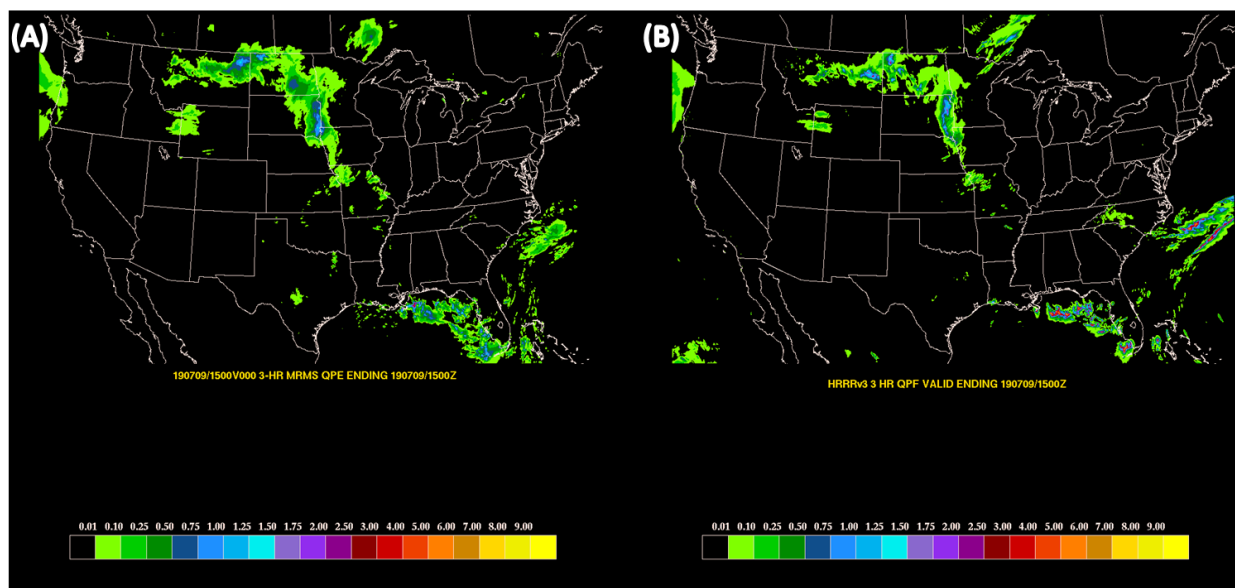 (A)
(B)
190709/1500V000 3-HR MRMS QPE ENDING 190709/1500Z
HRRRv3 3 HR QPF VALID ENDING 190709/1500Z
0.01 0.10 0.25 0.50 0.75 1.00 1.25 1.50 1.75 2.00 2.50 3.00 4.00 5.00 6.00 7.00 8.00 9.00
0.01 0.10 0.25 0.50 0.75 1.00 1.25 1.50 1.75 2.00 2.50 3.00 4.00 5.00 6.00 7.00 8.00 9.00